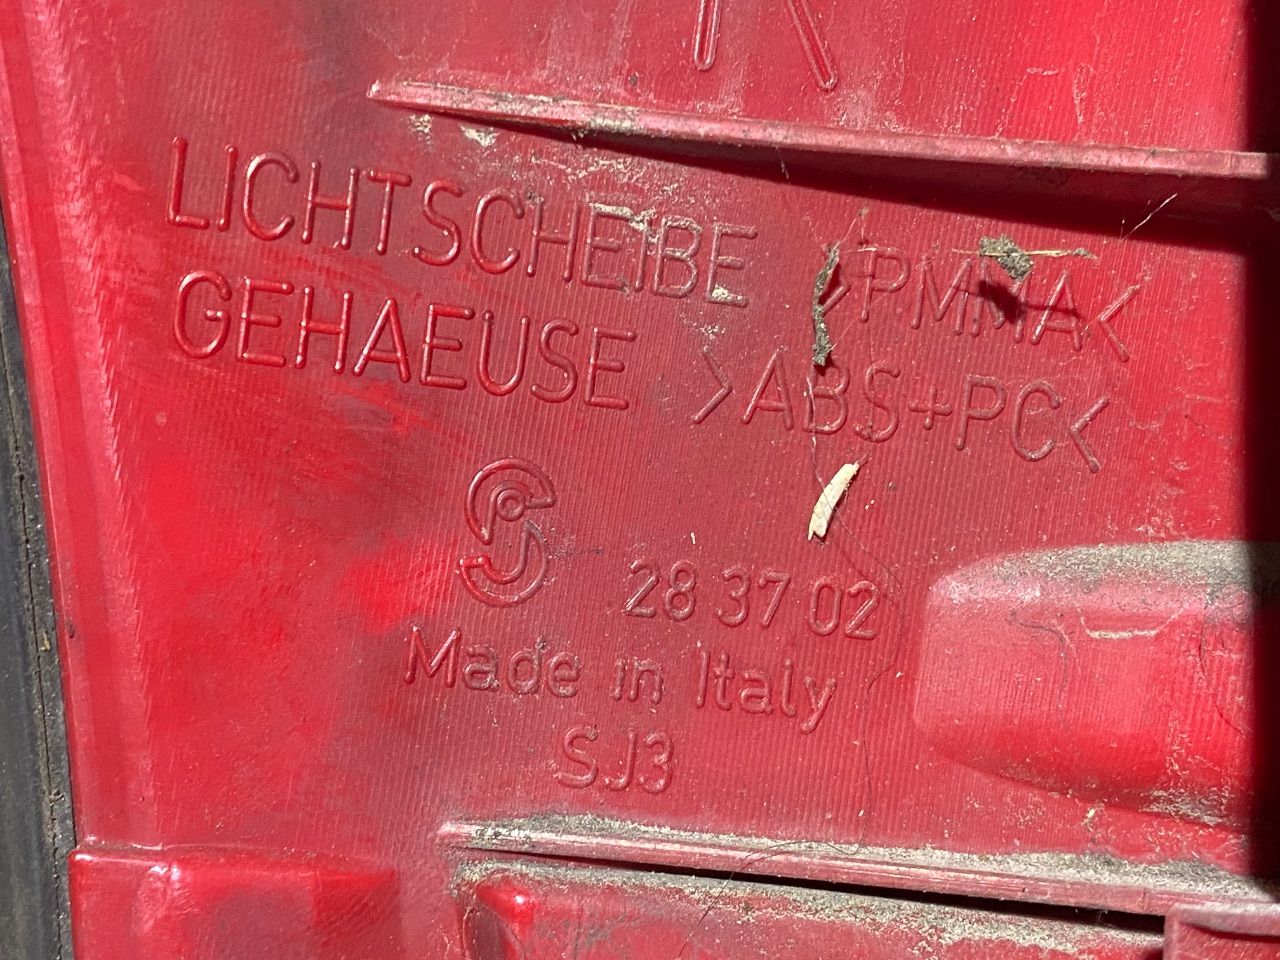 LICHTSCHEIBE >PMMA<
GEHAEUSE >ABS+PC<
28 37 02
Made in Italy
SJ3